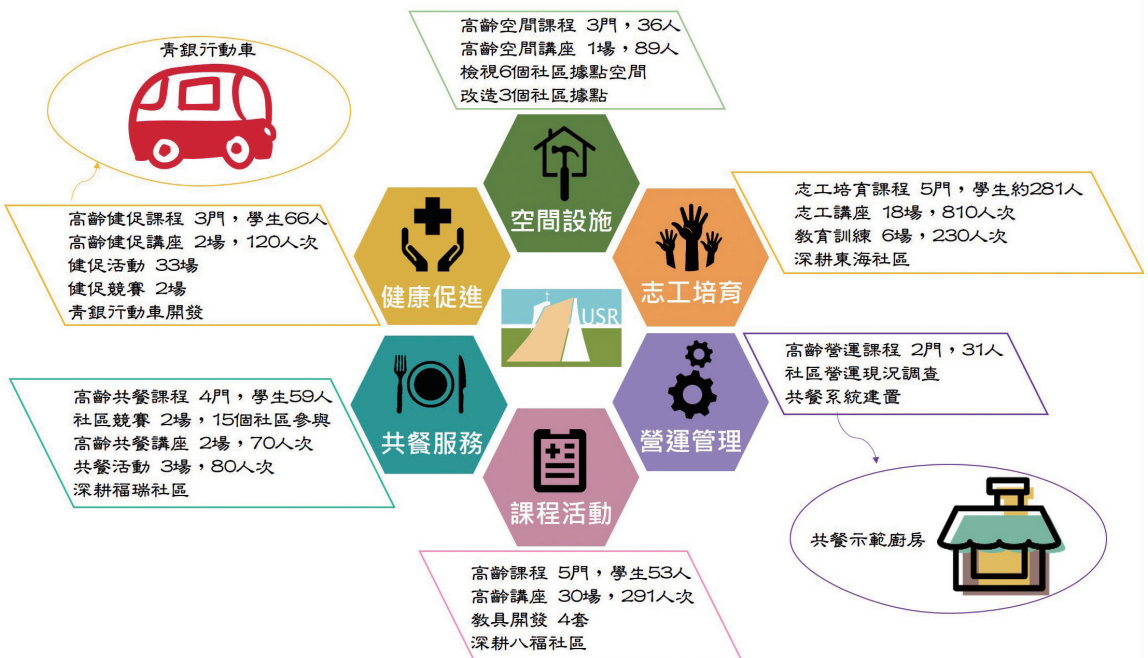 高齡空間課程 3門，36人
高齡空間講座 1場，89人
檢視6個社區據點空間
改造3個社區據點
青銀行動車
空間設施
高齡健促課程 3門，學生66人
高齡健促講座 2場，120人次
健促活動 33場
健促競賽 2場
青銀行動車開發
健康促進
志工培育
志工培育課程 5門，學生約281人
志工講座 18場，810人次
教育訓練 6場，230人次
深耕東海社區
USR
高齡共餐課程 4門，學生59人
社區競賽 2場，15個社區參與
高齡共餐講座 2場，70人次
共餐活動 3場，80人次
深耕福瑞社區
共餐服務
營運管理
高齡營運課程 2門，31人
社區營運現況調查
共餐系統建置
課程活動
共餐示範廚房
高齡課程 5門，學生53人
高齡講座 30場，291人次
教具開發 4套
深耕八福社區